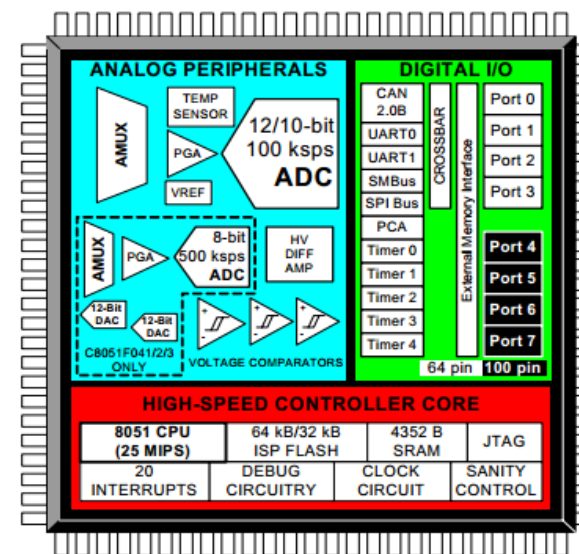 ANALOG PERIPHERALS
AMUX
TEMP
SENSOR
PGA
VREF
12/10-bit
100 ksps
ADC
AMUX
PGA
8-bit
500 ksps
ADC
HV
DIFF
AMP
12-Bit
DAC
12-Bit
DAC
C8051F041/2/3
ONLY
+
-
+
-
+
-
VOLTAGE COMPARATORS
DIGITAL I/O
CAN
2.0B
UART0
UART1
SMBus
SPI Bus
PCA
Timer 0
Timer 1
Timer 2
Timer 3
Timer 4
CROSSBAR
External Memory Interface
Port 0
Port 1
Port 2
Port 3
Port 4
Port 5
Port 6
Port 7
64 pin 100 pin
HIGH-SPEED CONTROLLER CORE
8051 CPU
(25 MIPS)
64 kB/32 kB
ISP FLASH
4352 B
SRAM
JTAG
20
INTERRUPTS
DEBUG
CIRCUITRY
CLOCK
CIRCUIT
SANITY
CONTROL